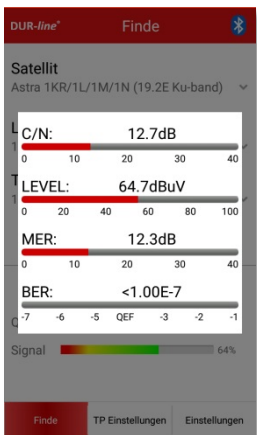 DUR-line® Finde
Satellit
Astra 1KR/1L/1M/1N (19.2E Ku-band)
C/N: 12.7dB
0 10 20 30 40
LEVEL: 64.7dBuV
0 20 40 60 80 100
MER: 12.3dB
0 10 20 30 40
BER: <1.00E-7
-7 -6 -5 QEF -3 -2 -1
Signal 64%
Finde TP Einstellungen Einstellungen